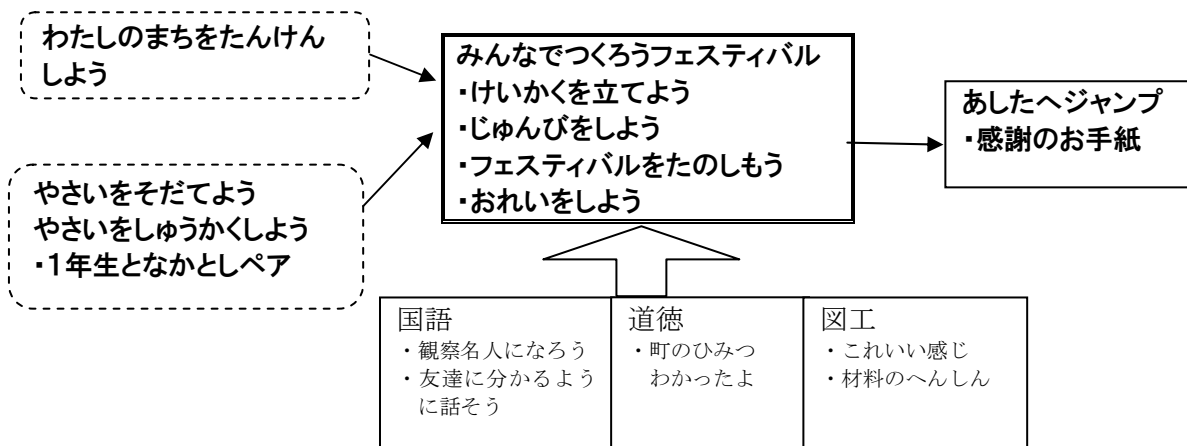 わたしのまちをたんけん
しよう
やさいをそだてよう
やさいをしゅうかくしよう
・1年生となかとしペア
みんなでつくろうフェスティバル
・けいかくを立てよう
・じゅんびをしよう
・フェスティバルをたのしもう
・おれいをしよう
あしたへジャンプ
・感謝のお手紙
国語
・観察名人になろう
・友達に分かるよう
に話そう
道徳
・町のひみつ
わかったよ
図工
・これいい感じ
・材料のへんしん